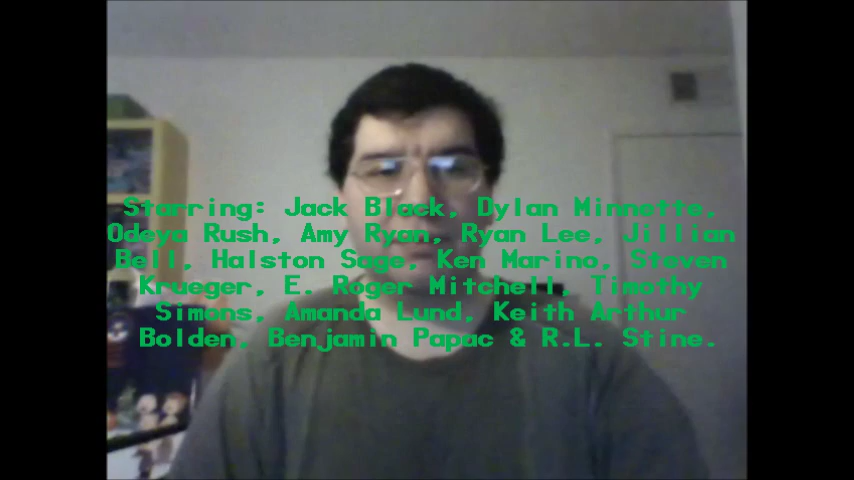 Starring: Jack Black, Dylan Minnette,
Odeya Rush, Amy Ryan, Ryan Lee, Jillian
Bell, Halston Sage, Ken Marino, Steven
Krueger, E. Roger Mitchell, Timothy
Simons, Amanda Lund, Keith Arthur
Bolden, Benjamin Papac & R.L. Stine.